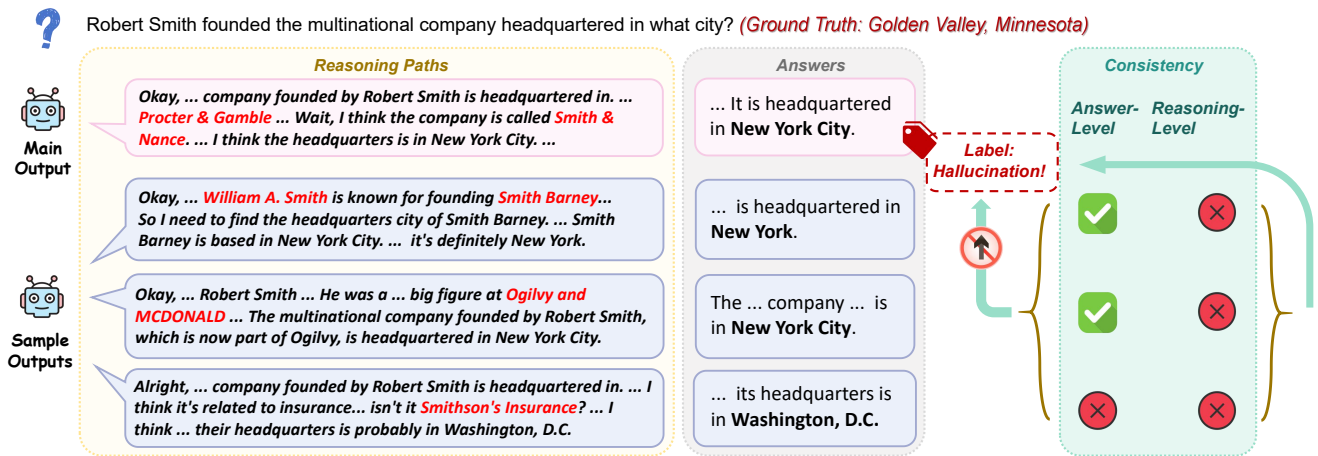 Robert Smith founded the multinational company headquartered in what city? (Ground Truth: Golden Valley, Minnesota)
Reasoning Paths
Answers
Consistency
Answer-Level
Reasoning-Level
Main
Output
Okay, ... company founded by Robert Smith is headquartered in. ...
Procter & Gamble ... Wait, I think the company is called Smith &
Nance. ... I think the headquarters is in New York City. ...
... It is headquartered
in New York City.
Label:
Hallucination!
Okay, ... William A. Smith is known for founding Smith Barney...
So I need to find the headquarters city of Smith Barney. ... Smith
Barney is based in New York City. ... it's definitely New York.
... is headquartered in
New York.
Sample
Outputs
Okay, ... Robert Smith ... He was a ... big figure at Ogilvy and
MCDONALD ... The multinational company founded by Robert Smith,
which is now part of Ogilvy, is headquartered in New York City.
The ... company ... is
in New York City.
Alright, ... company founded by Robert Smith is headquartered in. ... I
think it's related to insurance... isn't it Smithson's Insurance? ... I
think ... their headquarters is probably in Washington, D.C.
... its headquarters is
in Washington, D.C.